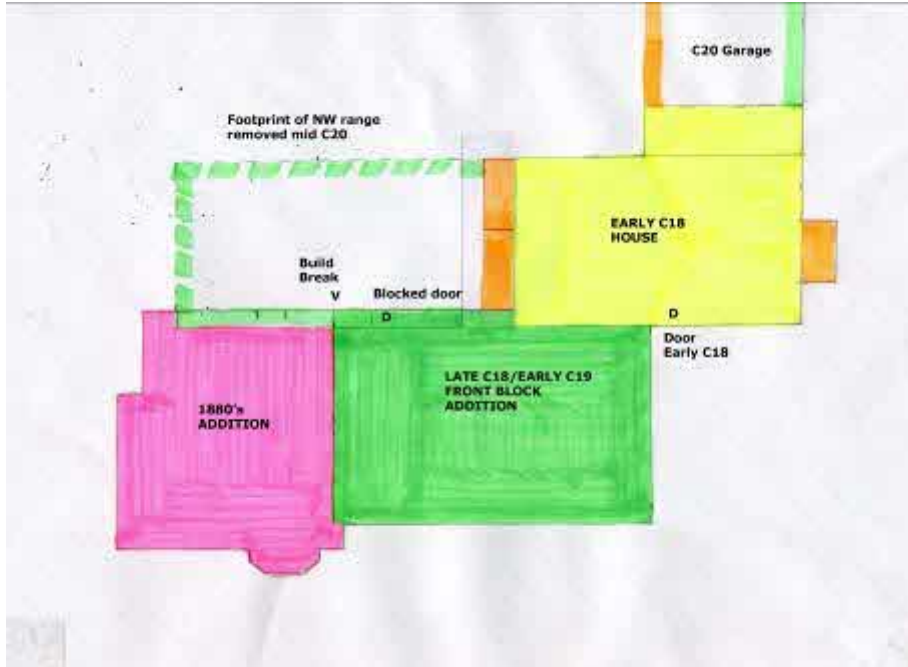 C20 Garage
Footprint of NW range
removed mid C20
EARLY C18
HOUSE
Build
Break
V
Blocked door
D
D
Door
Early C18
LATE C18/EARLY C19
FRONT BLOCK
ADDITION
1880's
ADDITION